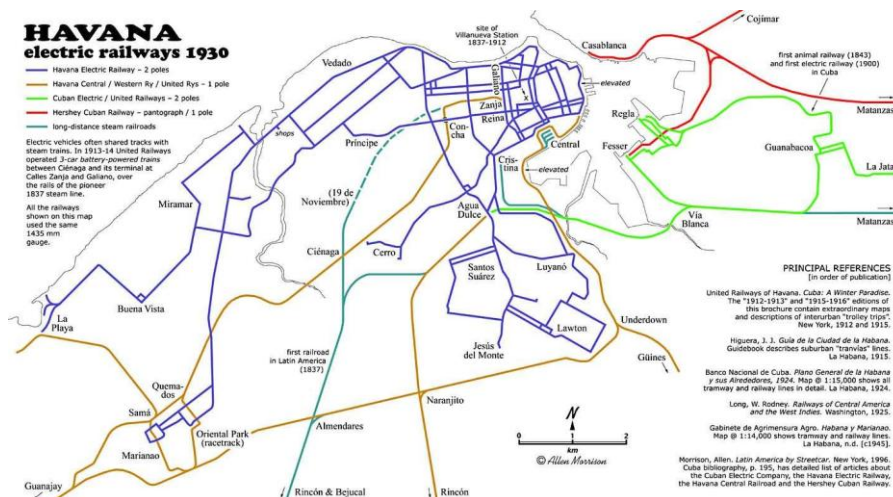 HAVANA
electric railways 1930
Havana Electric Railway – 2 poles
Havana Central / Western Ry / United Rys – 1 pole
Cuban Electric / United Railways – 2 poles
Hershey Cuban Railway – pantograph / 1 pole
long-distance steam railroads
Electric vehicles often shared tracks with
steam trains. In 1913-14 United Railways
operated 3-car battery-powered trains
between Ciénaga and its terminal at
Calles Zanja and Galiano, over
the rails of the pioneer
1837 steam line.
All the railways
shown on this map
used the same
1435 mm
gauge.
site of
Villanueva Station
1837-1912
Vedado
Galiano
x
elevated
Zanja
Reina
shops
Príncipe
Con-
cha
Central
Cris-
tina
elevated
(19 de
Noviembre)
Agua
Dulce
Miramar
Ciénaga
Cerro
Santos
Suárez
Luyanó
Buena Vista
La
Playa
Lawton
Underdown
Jesús
del Monte
Güines
first railroad
in Latin America
(1837)
Quema-
dos
Samá
Marianao
Oriental Park
(racetrack)
Almendares
Naranjito
Guanajay
Rincón & Bejucal
Rincón
Cojímar
Casablanca
first animal railway (1843)
and first electric railway (1900)
in Cuba
Matanzas
Regla
Fesser
Guanabacoa
La Jata
Vía
Blanca
Matanzas
N
0
1
2
km
© Allen Morrison
PRINCIPAL REFERENCES
[in order of publication]
United Railways of Havana. Cuba: A Winter Paradise.
The "1912-1913" and "1915-1916" editions of
this brochure contain extraordinary maps
and descriptions of interurban "trolley trips".
New York, 1912 and 1915.
Higuera, J. J. Guía de la Ciudad de la Habana.
Guidebook describes suburban "tranvías" lines.
La Habana, 1915.
Banco Nacional de Cuba. Plano General de la Habana
y sus Alrededores, 1924. Map @ 1:15,000 shows all
tramway and railway lines in detail. La Habana, 1924.
Long, W. Rodney. Railways of Central America
and the West Indies. Washington, 1925.
Gabinete de Agrimensura Agro. Habana y Marianao.
Map @ 1:14,000 shows tramway and railway lines.
La Habana, n.d. [c1945].
Morrison, Allen. Latin America by Streetcar. New York, 1996.
Cuba bibliography, p. 195, has detailed list of articles about
the Cuban Electric Company, the Havana Electric Railway,
the Havana Central Railroad and the Hershey Cuban Railway.